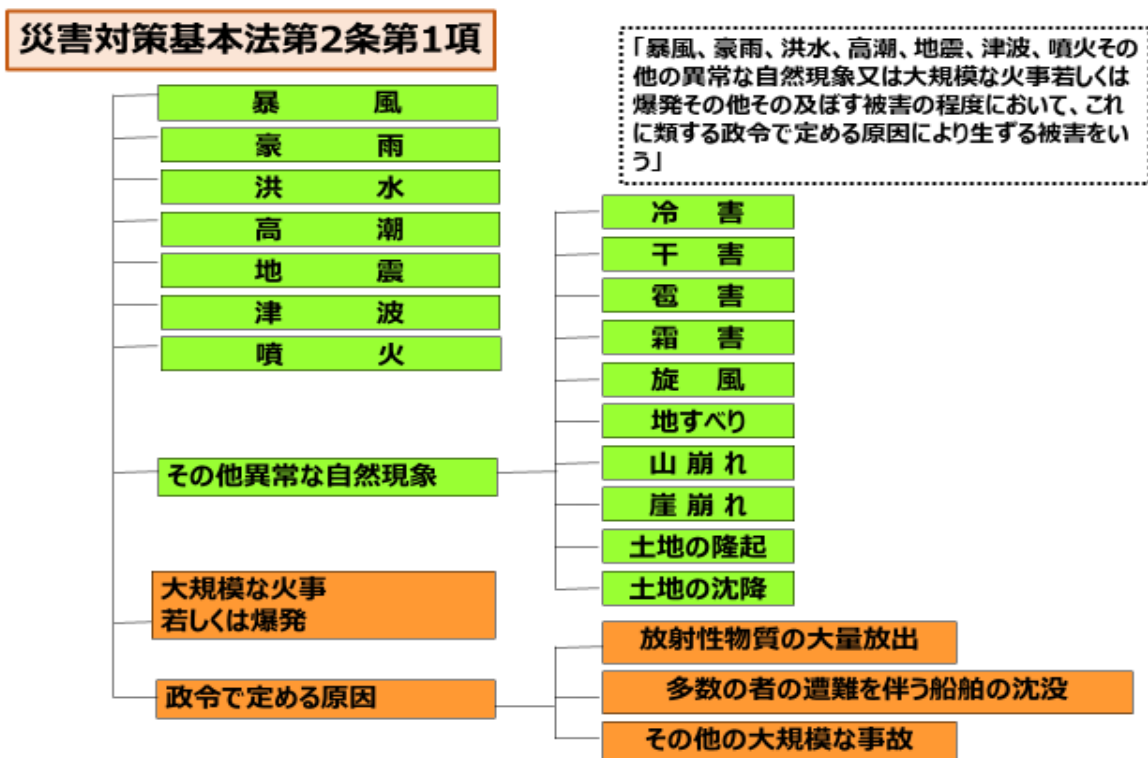 災害対策基本法第2条第1項
「暴風、豪雨、洪水、高潮、地震、津波、噴火その
他の異常な自然現象又は大規模な火事若しくは
爆発その他その及ぼす被害の程度において、これ
に類する政令で定める原因により生ずる被害をい
う」
暴風
豪雨
洪水
高潮
地震
津波
噴火
その他異常な自然現象
冷害
干害
雹害
霜害
旋風
地すべり
山崩れ
崖崩れ
土地の隆起
土地の沈降
大規模な火事
若しくは爆発
政令で定める原因
放射性物質の大量放出
多数の者の遭難を伴う船舶の沈没
その他の大規模な事故